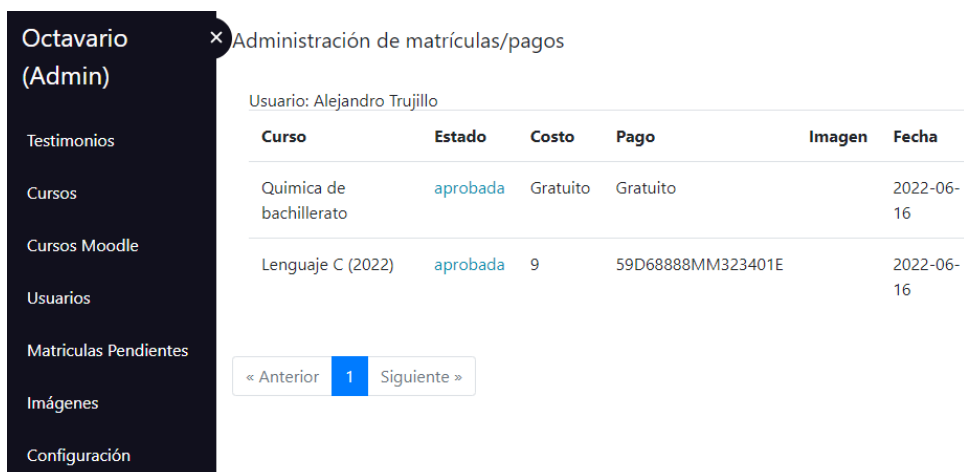 Octavario
(Admin)
×
Testimonios
Cursos
Cursos Moodle
Usuarios
Matriculas Pendientes
Imágenes
Configuración
Administración de matrículas/pagos
Usuario: Alejandro Trujillo
Curso Estado Costo Pago Imagen Fecha
Quimica de aprobada Gratuito Gratuito 2022-06-
bachillerato 16
Lenguaje C (2022) aprobada 9 59D68888MM323401E 2022-06-
16
« Anterior 1 Siguiente »